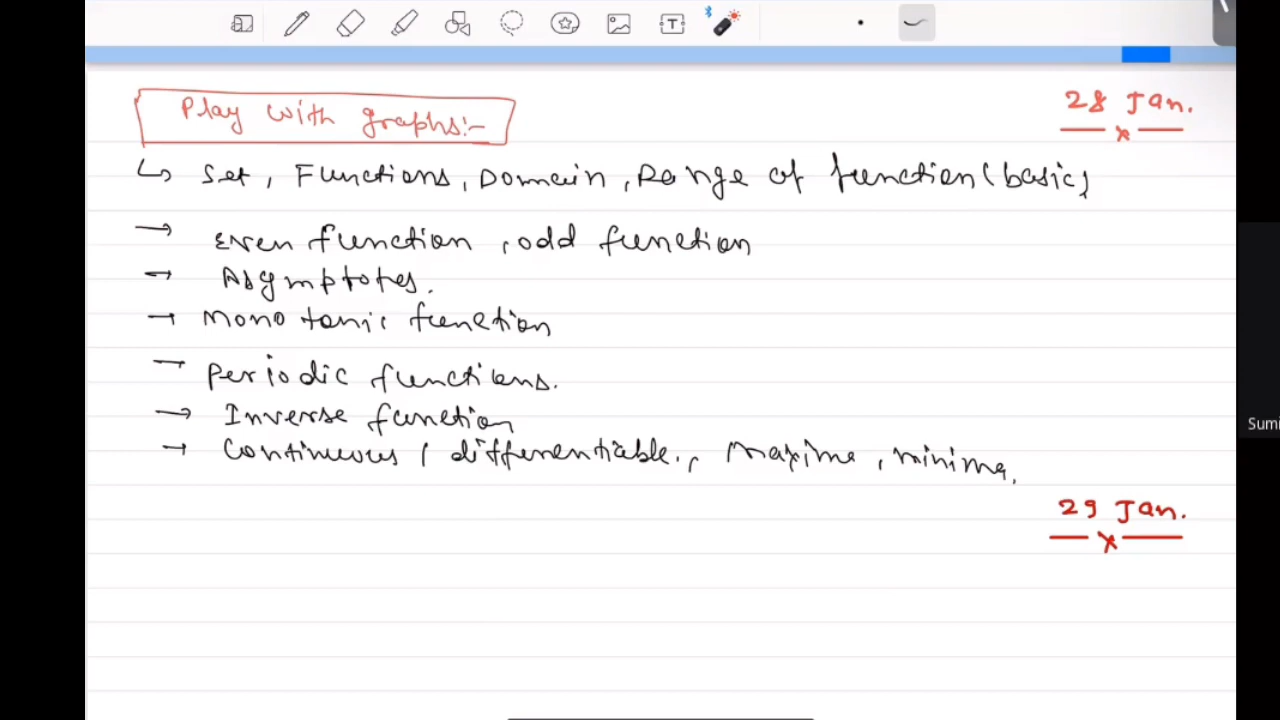 Play with graphs:-
28 Jan.
↳ Set, Functions, Domain, Range of function (basic)
→ Even function, odd function
→ Asymptotes.
→ Monotonic function
→ Periodic functions.
→ Inverse function
→ Continuous, differentiable., Maxima, minima.
29 Jan.
Sumi